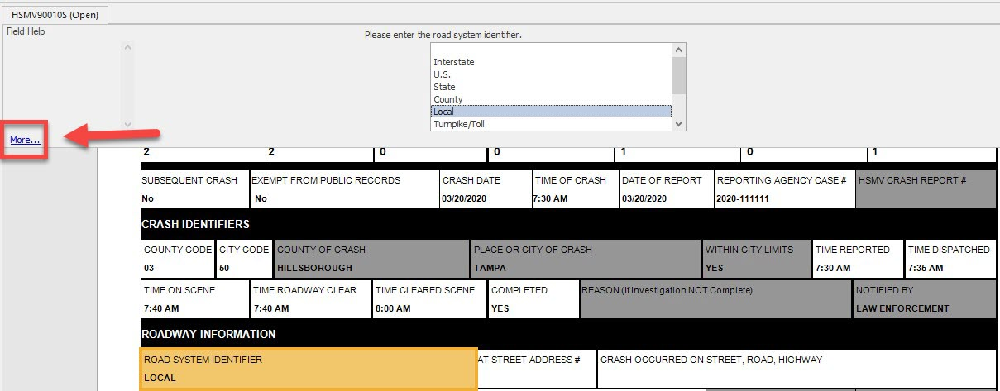 HSMV90010S (Open)
Field Help
Please enter the road system identifier.
Interstate
U.S.
State
County
Local
Turnpike/Toll
More...
2 2 0 0 1 0 1
SUBSEQUENT CRASH EXEMPT FROM PUBLIC RECORDS CRASH DATE TIME OF CRASH DATE OF REPORT REPORTING AGENCY CASE # HSMV CRASH REPORT #
No No 03/20/2020 7:30 AM 03/20/2020 2020-111111
CRASH IDENTIFIERS
COUNTY CODE CITY CODE COUNTY OF CRASH PLACE OR CITY OF CRASH WITHIN CITY LIMITS TIME REPORTED TIME DISPATCHED
03 50 HILLSBOROUGH TAMPA YES 7:30 AM 7:35 AM
TIME ON SCENE TIME ROADWAY CLEAR TIME CLEARED SCENE COMPLETED REASON (If Investigation NOT Complete) NOTIFIED BY
7:40 AM 7:40 AM 8:00 AM YES LAW ENFORCEMENT
ROADWAY INFORMATION
ROAD SYSTEM IDENTIFIER AT STREET ADDRESS # CRASH OCCURRED ON STREET, ROAD, HIGHWAY
LOCAL